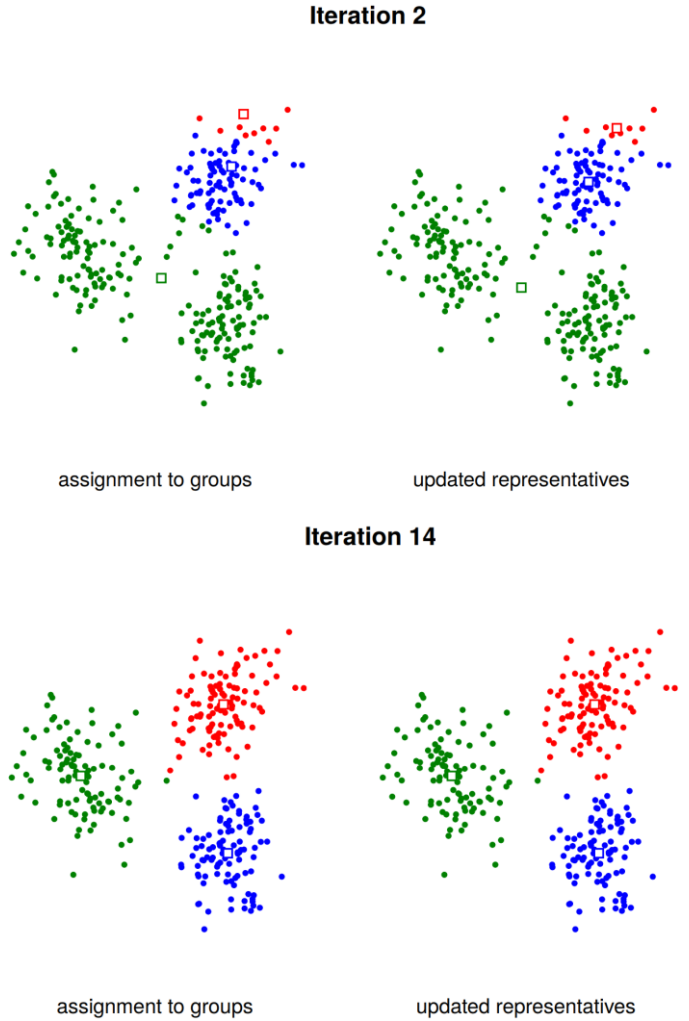 Iteration 2
assignment to groups
updated representatives
Iteration 14
assignment to groups
updated representatives